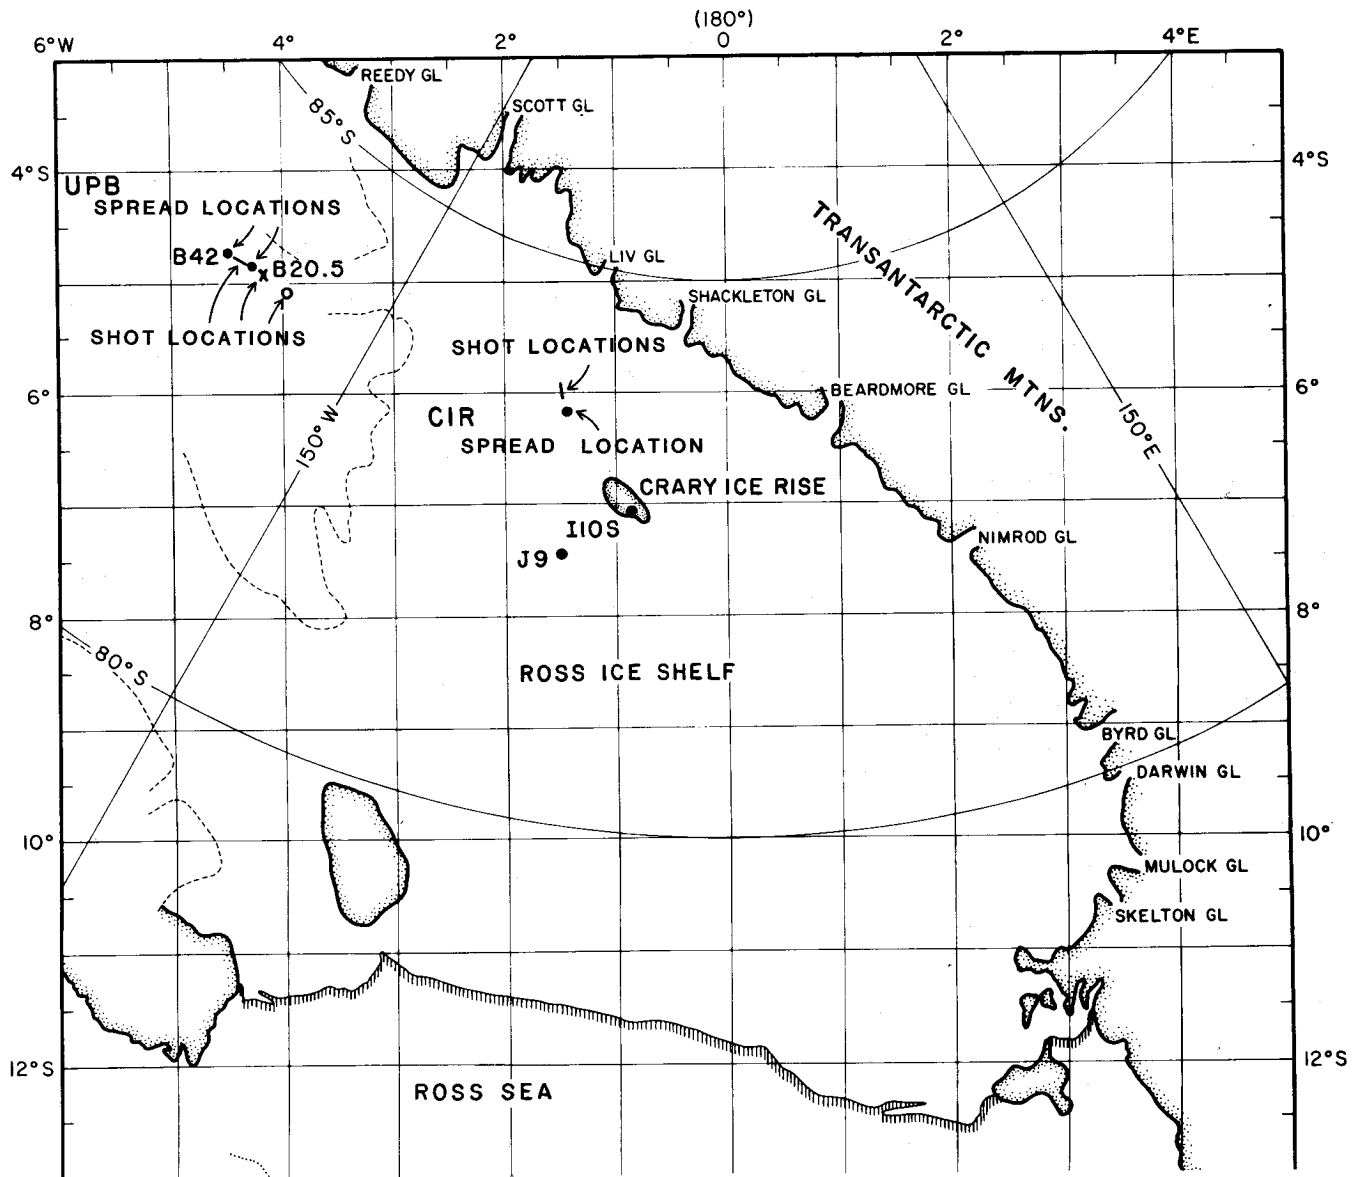 (180°)
6°W 4° 2° 0 2° 4°E
REEDY GL
SCOTT GL
85°S
4°S 4°S
UPB
SPREAD LOCATIONS
TRANSANTARCTIC MTNS.
B42
B20.5
LIV GL
SHACKLETON GL
SHOT LOCATIONS
SHOT LOCATIONS
6° 6°
BEARDMORE GL
CIR
150°W
150°E
SPREAD LOCATION
CRARY ICE RISE
I10S
NIMROD GL
J9
8° 8°
80°S
ROSS ICE SHELF
BYRD GL
DARWIN GL
10° 10°
MULOCK GL
SKELTON GL
12°S 12°S
ROSS SEA